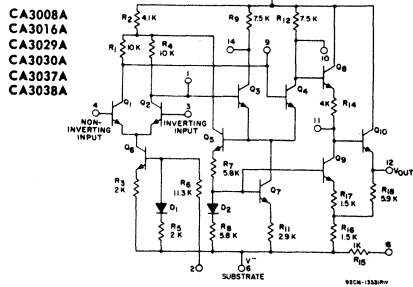 CA3008A
CA3016A
CA3029A
CA3030A
CA3037A
CA3038A
R2 4.1K
R9 7.5K
R12 7.5K
R1 10K
R4 10K
14
9
10
1
Q8
Q3
Q4
R14 4K
4
Q1
Q2
3
NON-INVERTING INPUT
INVERTING INPUT
11
Q10
Q5
Q6
R7 5.8K
Q9
12
VOUT
R3 2K
R6 11.3K
Q7
R17 1.5K
R18 5.9K
D1
D2
R5 2K
R8 5.8K
R11 2.9K
R16 1.5K
1K
R15
2
V-
6
SUBSTRATE